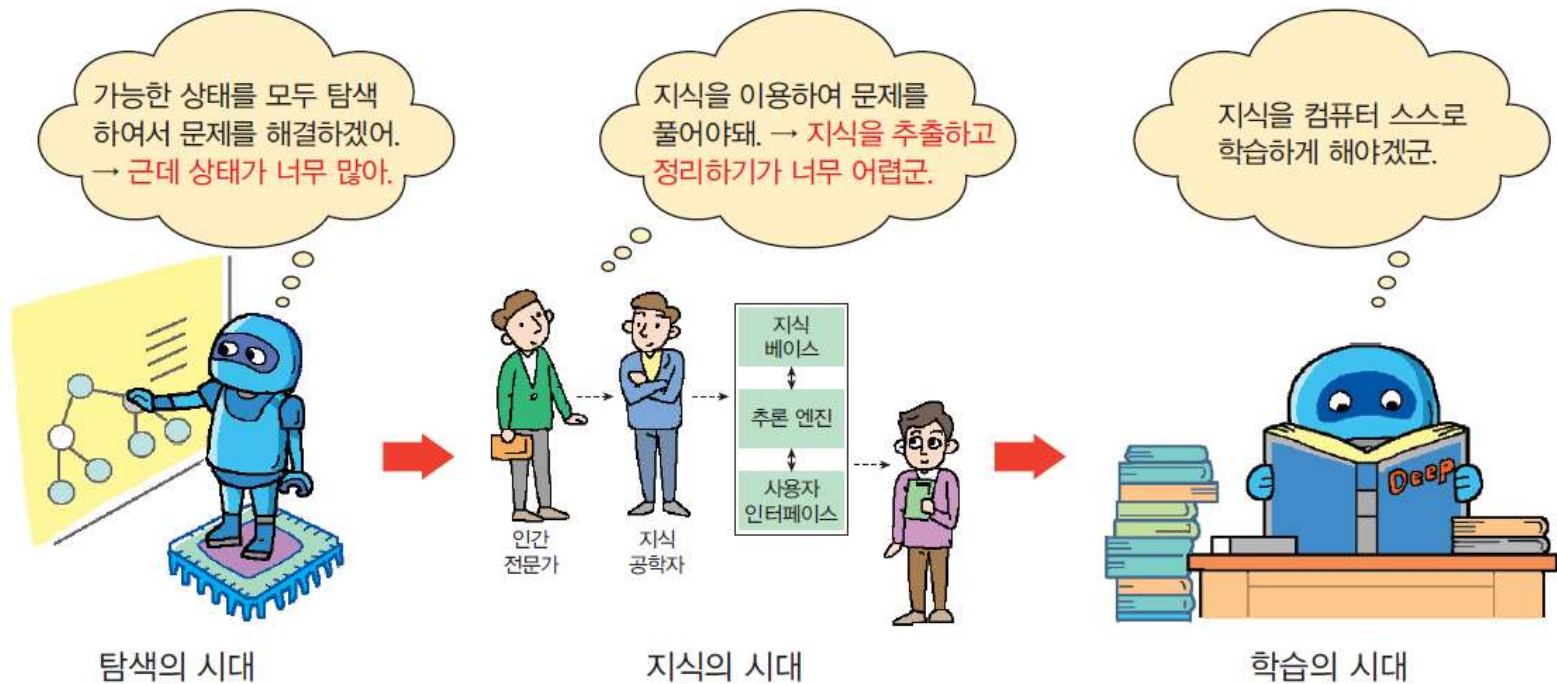 가능한 상태를 모두 탐색
하여서 문제를 해결하겠어.
→ 근데 상태가 너무 많아.
지식을 이용하여 문제를
풀어야돼. → 지식을 추출하고
정리하기가 너무 어렵군.
지식을 컴퓨터 스스로
학습하게 해야겠군.
인간
전문가
지식
공학자
지식
베이스
추론 엔진
사용자
인터페이스
Deep
탐색의 시대
지식의 시대
학습의 시대